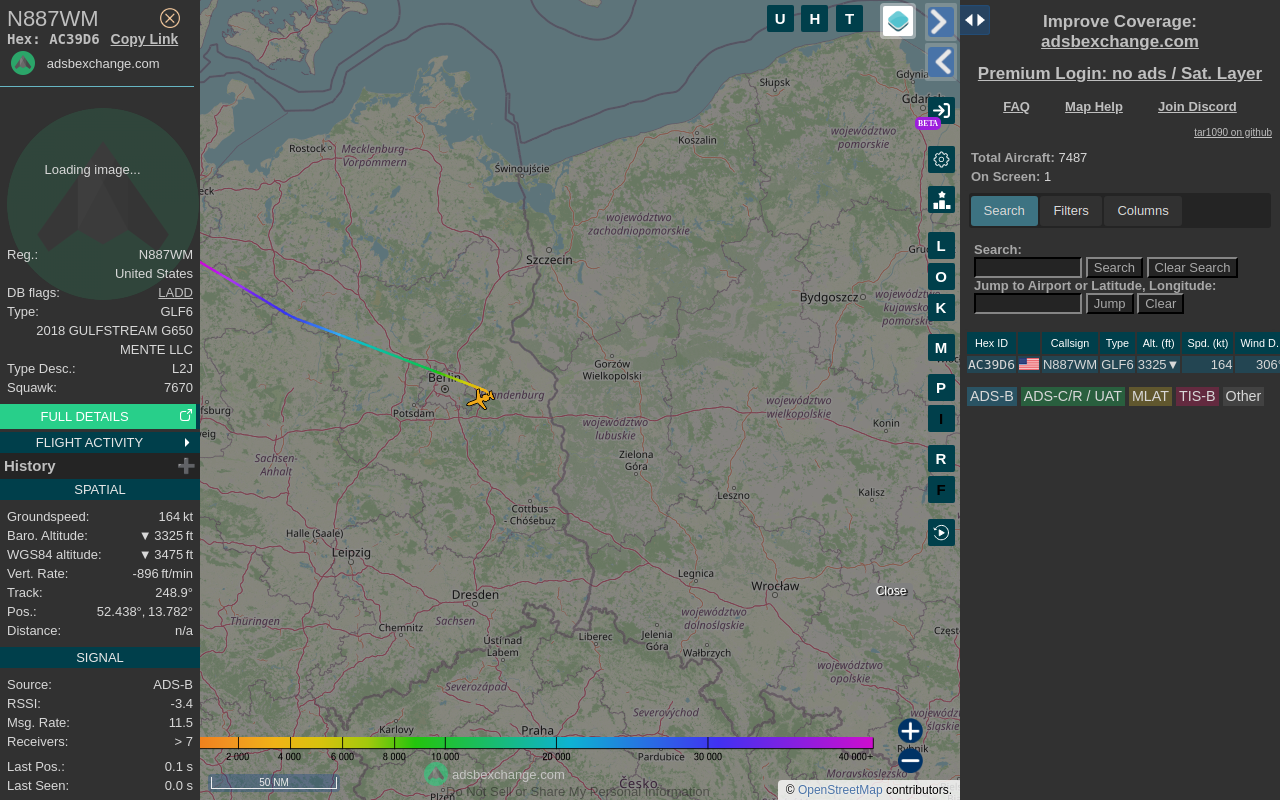 N887WM
Hex: AC39D6 Copy Link
adsbexchange.com
Loading image...
Reg.: N887WM
United States
DB flags: LADD
Type: GLF6
2018 GULFSTREAM G650
MENTE LLC
Type Desc.: L2J
Squawk: 7670
FULL DETAILS
FLIGHT ACTIVITY
History
SPATIAL
Groundspeed: 164 kt
Baro. Altitude: ▼ 3325 ft
WGS84 altitude: ▼ 3475 ft
Vert. Rate: -896 ft/min
Track: 248.9°
Pos.: 52.438°, 13.782°
Distance: n/a
SIGNAL
Source: ADS-B
RSSI: -3.4
Msg. Rate: 11.5
Receivers: > 7
Last Pos.: 0.1 s
Last Seen: 0.0 s
U H T
Słupsk
Gdynia
Gdańsk
Koszalin
województwo
pomorskie
Rostock
Mecklenburg
Vorpommern
Świnoujście
województwo
zachodniopomorskie
Szczecin
Bydgoszcz
województwo
kujawsko
pomorskie
Gorzów
Wielkopolski
Berlin
Potsdam
województwo
wielkopolskie
województwo
lubuskie
Konin
Sachsen-
Anhalt
Zielona
Góra
Leszno
Kalisz
Cottbus
- Chóśebuz
Halle (Saale)
Leipzig
Legnica
Wrocław
Dresden
Thüringen
Sachsen
województwo
dolnośląskie
Chemnitz
Liberec
Jelenia
Góra
Ústí nad
Labem
Wałbrzych
województwo
opolskie
Severozápad
Severovýchod
Karlovy
Praha
Pardubice
Rybnik
Moravskoslezsko
Česko
Plzeň
BETA
L
O
K
M
P
I
R
F
Close
2 000 4 000 6 000 8 000 10 000 20 000 30 000 40 000+
adsbexchange.com
50 NM
Do Not Sell or Share My Personal Information
© OpenStreetMap contributors.
Improve Coverage:
adsbexchange.com
Premium Login: no ads / Sat. Layer
FAQ Map Help Join Discord
tar1090 on github
Total Aircraft: 7487
On Screen: 1
Search Filters Columns
Search:
Search Clear Search
Jump to Airport or Latitude, Longitude:
Jump Clear
Hex ID Callsign Type Alt. (ft) Spd. (kt) Wind D.
AC39D6 N887WM GLF6 3325▼ 164 306°
ADS-B ADS-C/R / UAT MLAT TIS-B Other